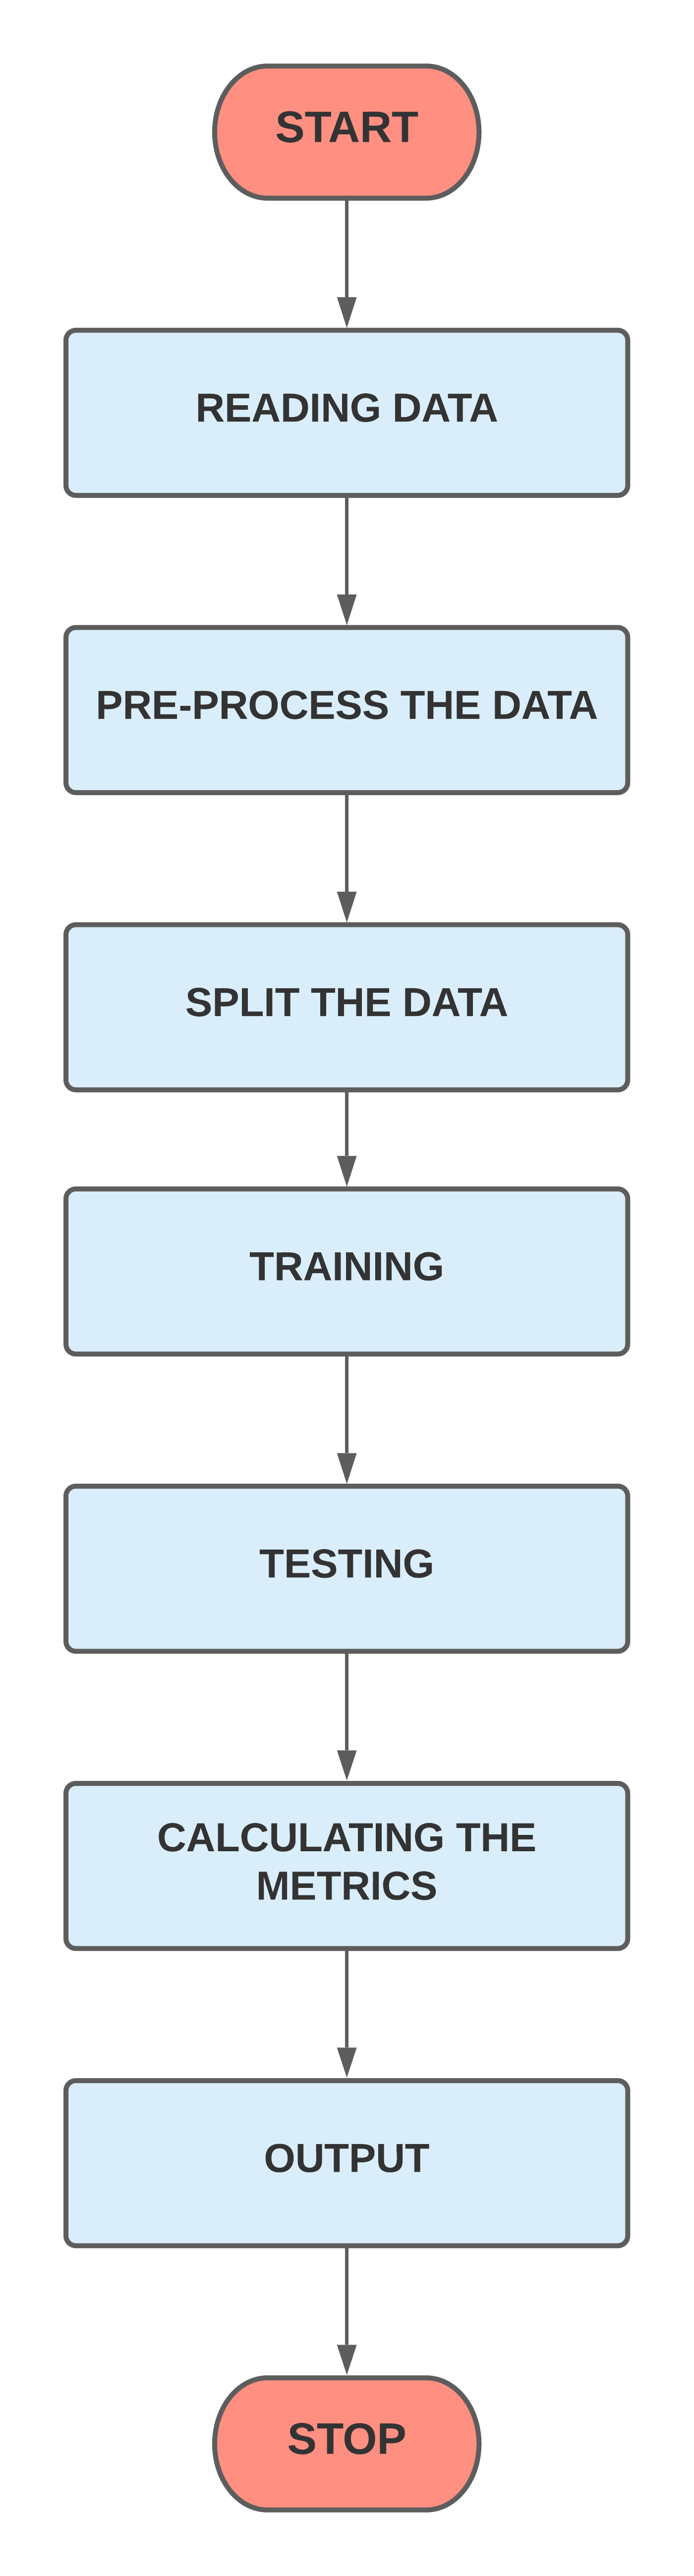 START
READING DATA
PRE-PROCESS THE DATA
SPLIT THE DATA
TRAINING
TESTING
CALCULATING THE
METRICS
OUTPUT
STOP